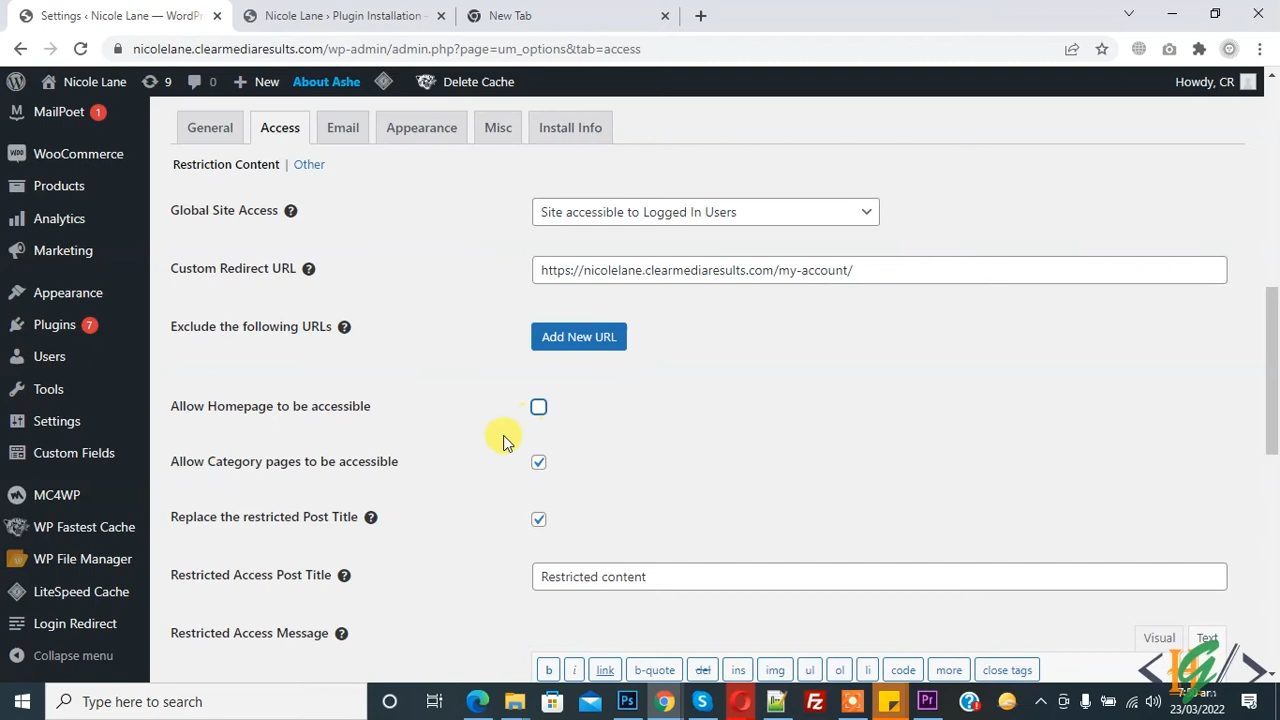 Settings ‹ Nicole Lane — WordPr
Nicole Lane › Plugin Installation -
New Tab
nicolelane.clearmediaresults.com/wp-admin/admin.php?page=um_options&tab=access
Nicole Lane
9
0
New
About Ashe
Delete Cache
Howdy, CR
MailPoet 1
WooCommerce
Products
Analytics
Marketing
Appearance
Plugins 7
Users
Tools
Settings
Custom Fields
MC4WP
WP Fastest Cache
WP File Manager
LiteSpeed Cache
Login Redirect
Collapse menu
General
Access
Email
Appearance
Misc
Install Info
Restriction Content | Other
Global Site Access
Site accessible to Logged In Users
Custom Redirect URL
https://nicolelane.clearmediaresults.com/my-account/
Exclude the following URLs
Add New URL
Allow Homepage to be accessible
Allow Category pages to be accessible
Replace the restricted Post Title
Restricted Access Post Title
Restricted content
Restricted Access Message
Visual
Text
b
i
link
b-quote
del
ins
img
ul
ol
li
code
more
close tags
Type here to search
23/03/2022